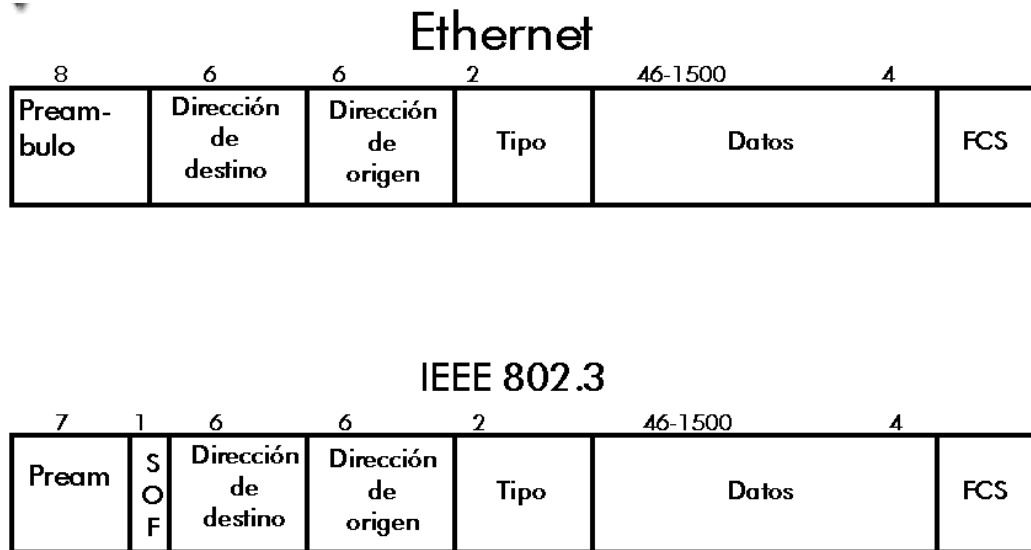 Ethernet
8 6 6 2 46-1500 4
Pream-
bulo
Dirección
de
destino
Dirección
de
origen
Tipo
Datos
FCS
IEEE 802.3
7 1 6 6 2 46-1500 4
Pream
S
O
F
Dirección
de
destino
Dirección
de
origen
Tipo
Datos
FCS